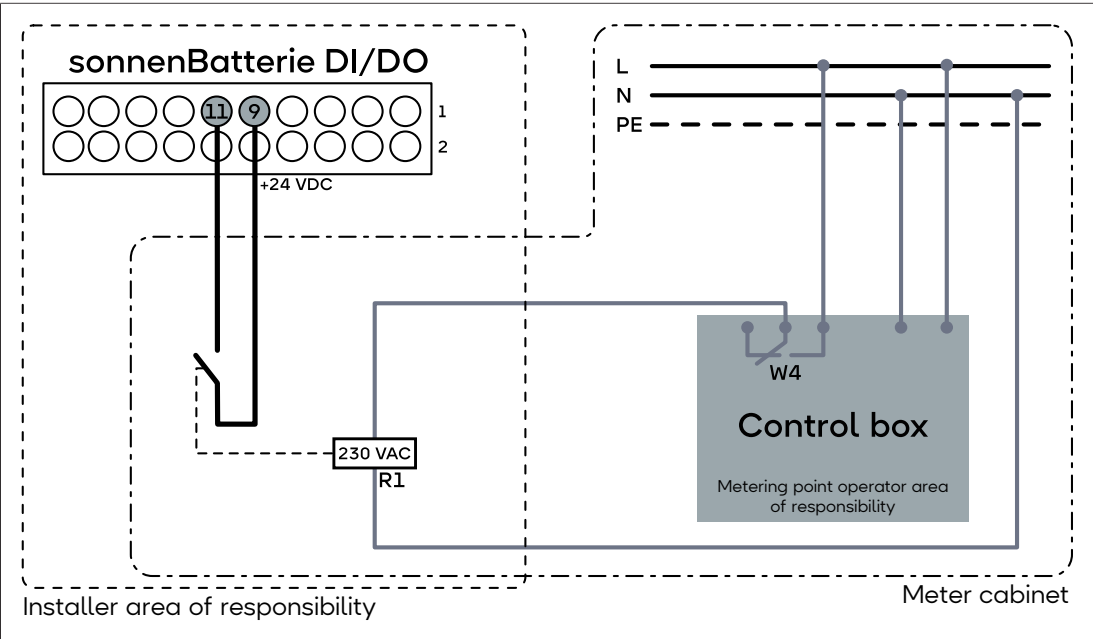 sonnenBatterie DI/DO
11 9 1
2
+24 VDC
L
N
PE
W4
Control box
Metering point operator area
of responsibility
230 VAC
R1
Installer area of responsibility
Meter cabinet